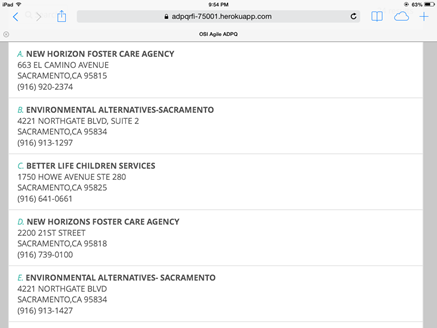 iPad
9:54 PM
63%
adpqrfi-75001.herokuapp.com
OSI Agile ADPQ
A. NEW HORIZON FOSTER CARE AGENCY
663 EL CAMINO AVENUE
SACRAMENTO,CA 95815
(916) 920-2374
B. ENVIRONMENTAL ALTERNATIVES-SACRAMENTO
4221 NORTHGATE BLVD, SUITE 2
SACRAMENTO,CA 95834
(916) 913-1297
C. BETTER LIFE CHILDREN SERVICES
1750 HOWE AVENUE STE 280
SACRAMENTO,CA 95825
(916) 641-0661
D. NEW HORIZONS FOSTER CARE AGENCY
2200 21ST STREET
SACRAMENTO,CA 95818
(916) 739-0100
E. ENVIRONMENTAL ALTERNATIVES- SACRAMENTO
4221 NORTHGATE BLVD
SACRAMENTO,CA 95834
(916) 913-1427